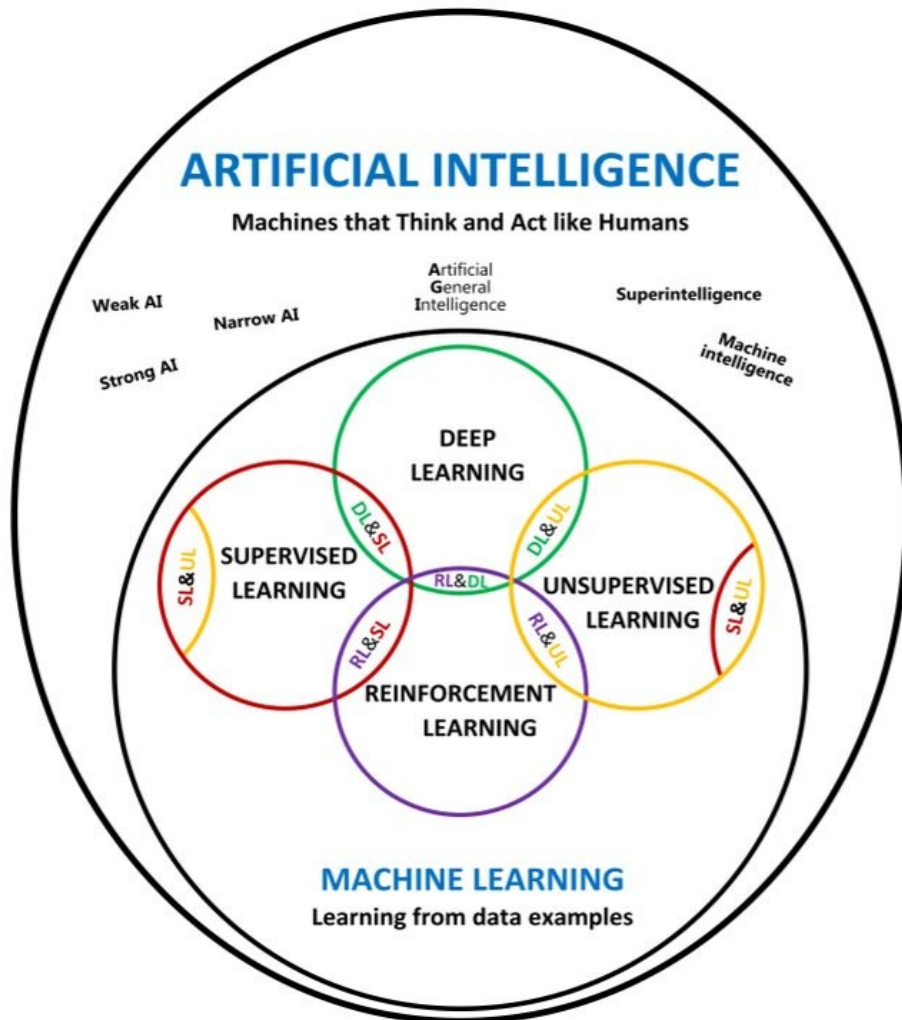 ARTIFICIAL INTELLIGENCE
Machines that Think and Act like Humans
Weak AI
Narrow AI
Strong AI
Artificial
General
Intelligence
Superintelligence
Machine
intelligence
DEEP
LEARNING
DL&SL
DL&UL
SL&UL
SUPERVISED
LEARNING
RL&DL
UNSUPERVISED
LEARNING
SL&UL
RL&SL
RL&UL
REINFORCEMENT
LEARNING
MACHINE LEARNING
Learning from data examples